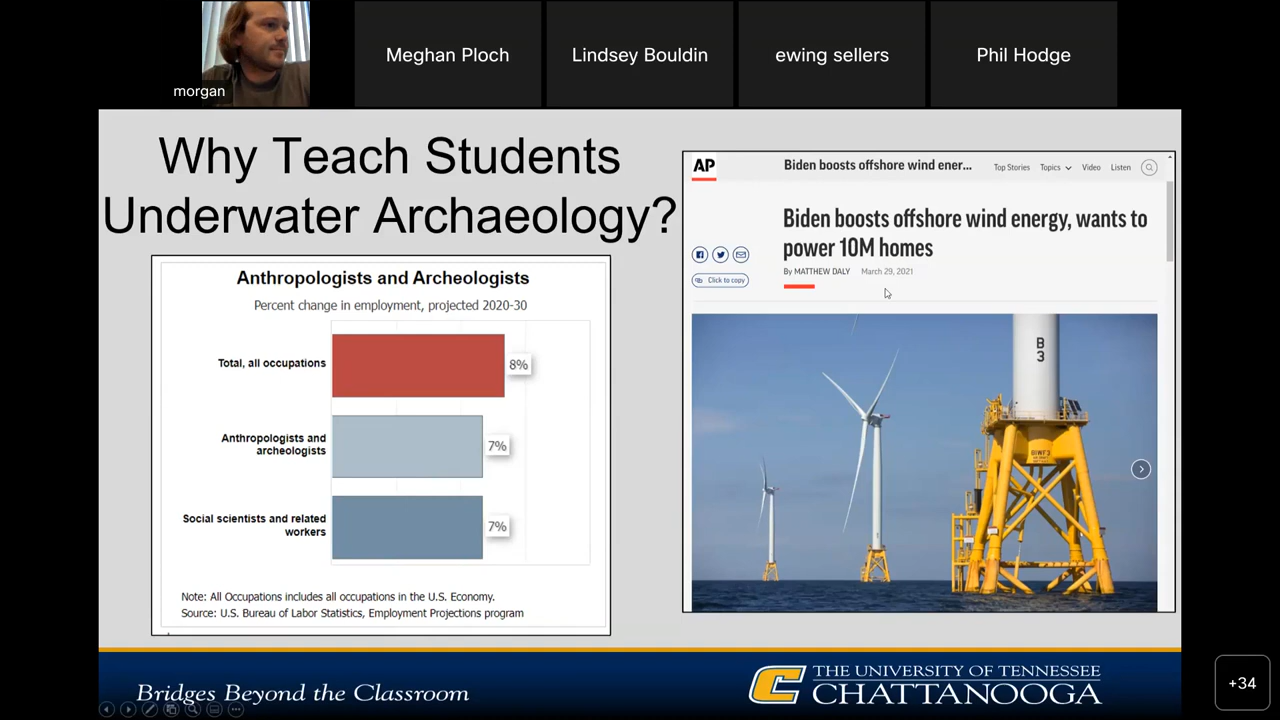 morgan
Meghan Ploch
Lindsey Bouldin
ewing sellers
Phil Hodge
Why Teach Students
Underwater Archaeology?
Anthropologists and Archeologists
Percent change in employment, projected 2020-30
Total, all occupations
8%
Anthropologists and
archeologists
7%
Social scientists and related
workers
7%
Note: All Occupations includes all occupations in the U.S. Economy.
Source: U.S. Bureau of Labor Statistics, Employment Projections program
AP
Biden boosts offshore wind ener...
Top Stories
Topics
Video
Listen
Biden boosts offshore wind energy, wants to
power 10M homes
By MATTHEW DALY March 29, 2021
Click to copy
B
3
Bridges Beyond the Classroom
C
THE UNIVERSITY OF TENNESSEE
CHATTANOOGA
+34